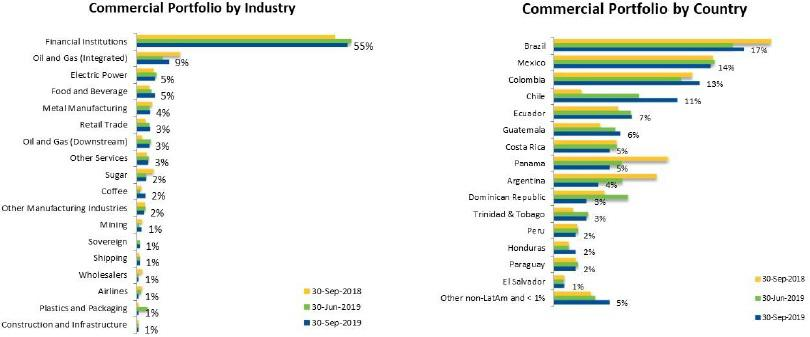 Commercial Portfolio by Industry
Financial Institutions 55%
Oil and Gas (Integrated) 9%
Electric Power 5%
Food and Beverage 5%
Metal Manufacturing 4%
Retail Trade 3%
Oil and Gas (Downstream) 3%
Other Services 3%
Sugar 2%
Coffee 2%
Other Manufacturing Industries 2%
Mining 1%
Sovereign 1%
Shipping 1%
Wholesalers 1%
Airlines 1%
Plastics and Packaging 1%
Construction and Infrastructure 1%
30-Sep-2018
30-Jun-2019
30-Sep-2019
Commercial Portfolio by Country
Brazil 17%
Mexico 14%
Colombia 13%
Chile 11%
Ecuador 7%
Guatemala 6%
Costa Rica 5%
Panama 5%
Argentina 4%
Dominican Republic 3%
Trinidad & Tobago 3%
Peru 2%
Honduras 2%
Paraguay 2%
El Salvador 1%
Other non-LatAm and < 1% 5%
30-Sep-2018
30-Jun-2019
30-Sep-2019